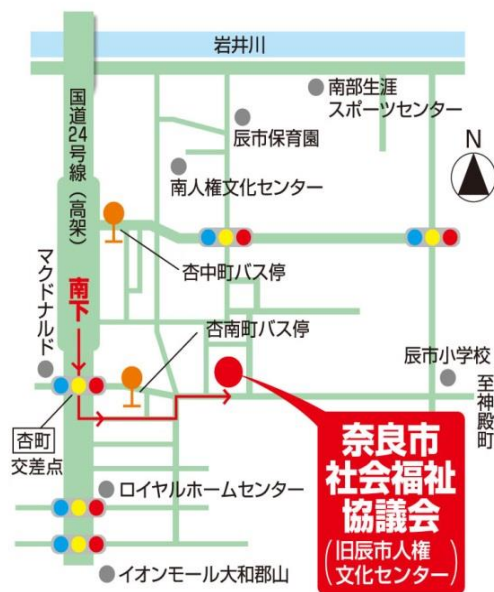 岩井川
国道24号線（高架）
南部生涯
スポーツセンター
辰市保育園
南人権文化センター
N
杏中町バス停
マクドナルド
南下
杏南町バス停
辰市小学校
至神殿町
杏町
交差点
奈良市
社会福祉
協議会
（旧辰市人権
文化センター）
ロイヤルホームセンター
イオンモール大和郡山